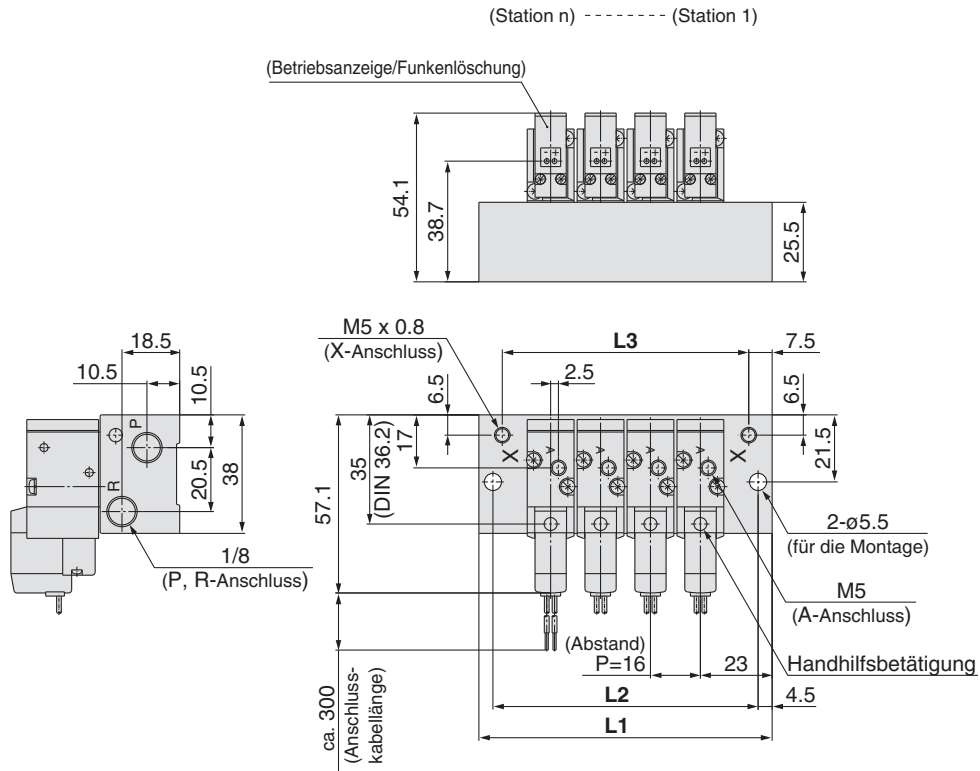 (Station n) - - - - - - - - (Station 1)
(Betriebsanzeige/Funkenlöschung)
- +
- +
- +
- +
54.1
38.7
25.5
M5 x 0.8
(X-Anschluss)
L3
7.5
18.5
10.5
10.5
6.5
2.5
6.5
P
R
20.5
38
57.1
35
(DIN 36.2)
17
X
A
A
A
A
X
21.5
1/8
(P, R-Anschluss)
2-ø5.5
(für die Montage)
M5
(A-Anschluss)
(Abstand)
P=16
23
Handhilfsbetätigung
ca. 300
(Anschluss-
kabellänge)
L2
4.5
L1